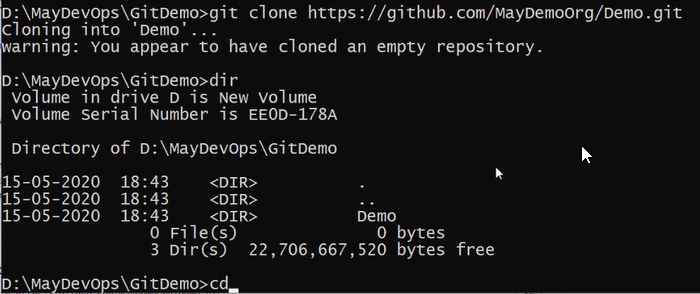 D:\MayDevOps\GitDemo>git clone https://github.com/MayDemoOrg/Demo.git
Cloning into 'Demo'...
warning: You appear to have cloned an empty repository.
D:\MayDevOps\GitDemo>dir
Volume in drive D is New Volume
Volume Serial Number is EE0D-178A
Directory of D:\MayDevOps\GitDemo
15-05-2020  18:43    <DIR>          .
15-05-2020  18:43    <DIR>          ..
15-05-2020  18:43    <DIR>          Demo
0 File(s)              0 bytes
3 Dir(s)  22,706,667,520 bytes free
D:\MayDevOps\GitDemo>cd_